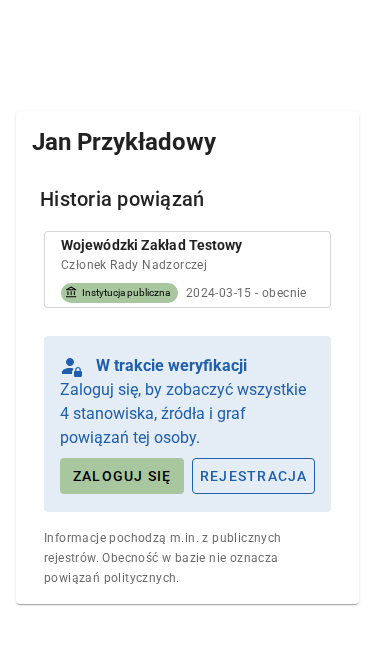 Jan Przykładowy
Historia powiązań
Wojewódzki Zakład Testowy
Członek Rady Nadzorczej
Instytucja publiczna 2024-03-15 - obecnie
W trakcie weryfikacji
Zaloguj się, by zobaczyć wszystkie
4 stanowiska, źródła i graf
powiązań tej osoby.
ZALOGUJ SIĘ REJESTRACJA
Informacje pochodzą m.in. z publicznych
rejestrów. Obecność w bazie nie oznacza
powiązań politycznych.